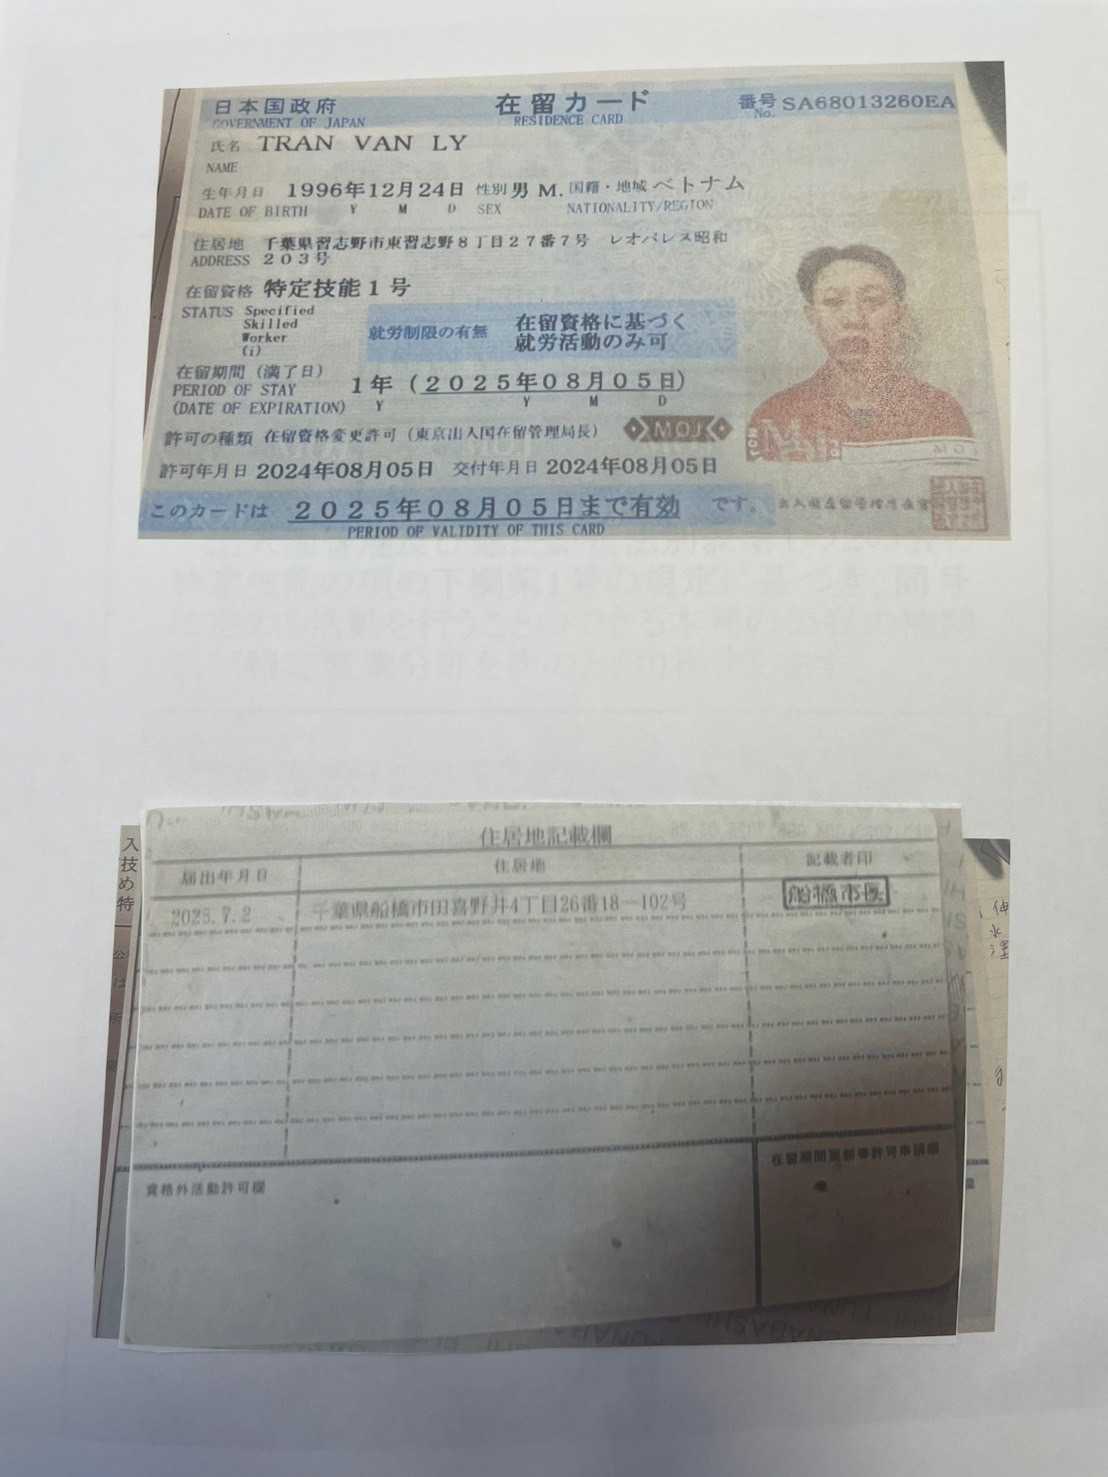 日本国政府 在留カード 番号 SA68013260EA
GOVERNMENT OF JAPAN RESIDENCE CARD No.
氏名 TRAN VAN LY
NAME
生年月日 1996年12月24日 性別 男 M. 国籍・地域 ベトナム
DATE OF BIRTH Y M D SEX NATIONALITY/REGION
住居地 千葉県習志野市東習志野8丁目27番7号 レオパレス昭和
ADDRESS 203号
在留資格 特定技能1号
STATUS Specified
Skilled
Worker
(i)
就労制限の有無 在留資格に基づく
就労活動のみ可
在留期間(満了日)
PERIOD OF STAY 1年(2025年08月05日)
(DATE OF EXPIRATION) Y Y M D
許可の種類 在留資格変更許可(東京出入国在留管理局長) MOJ
許可年月日 2024年08月05日 交付年月日 2024年08月05日
このカードは 2025年08月05日まで有効 です。
PERIOD OF VALIDITY OF THIS CARD
住居地記載欄
届出年月日 住居地 記載者印
2025.7.2 千葉県船橋市田喜野井4丁目26番18-102号 船橋市長
資格外活動許可欄